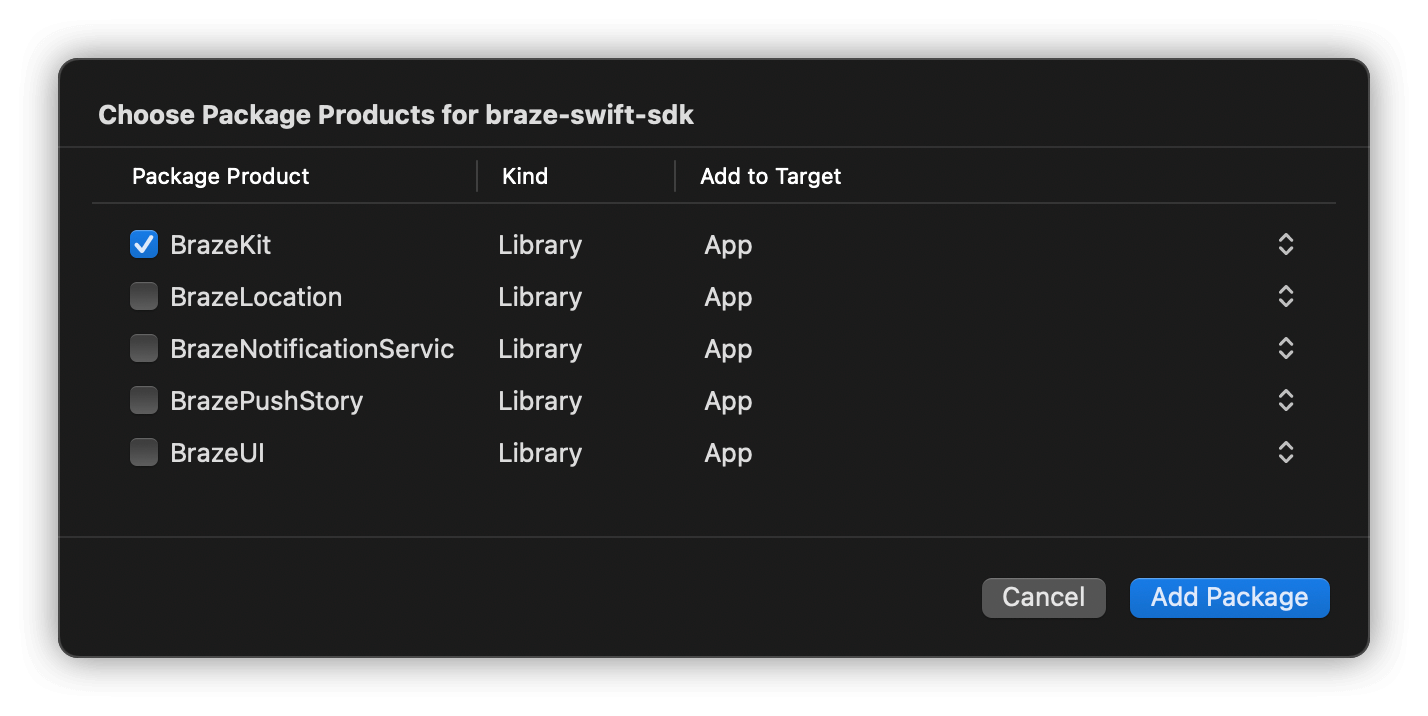 Choose Package Products for braze-swift-sdk
Package Product Kind Add to Target
BrazeKit Library App
BrazeLocation Library App
BrazeNotificationServic Library App
BrazePushStory Library App
BrazeUI Library App
Cancel Add Package